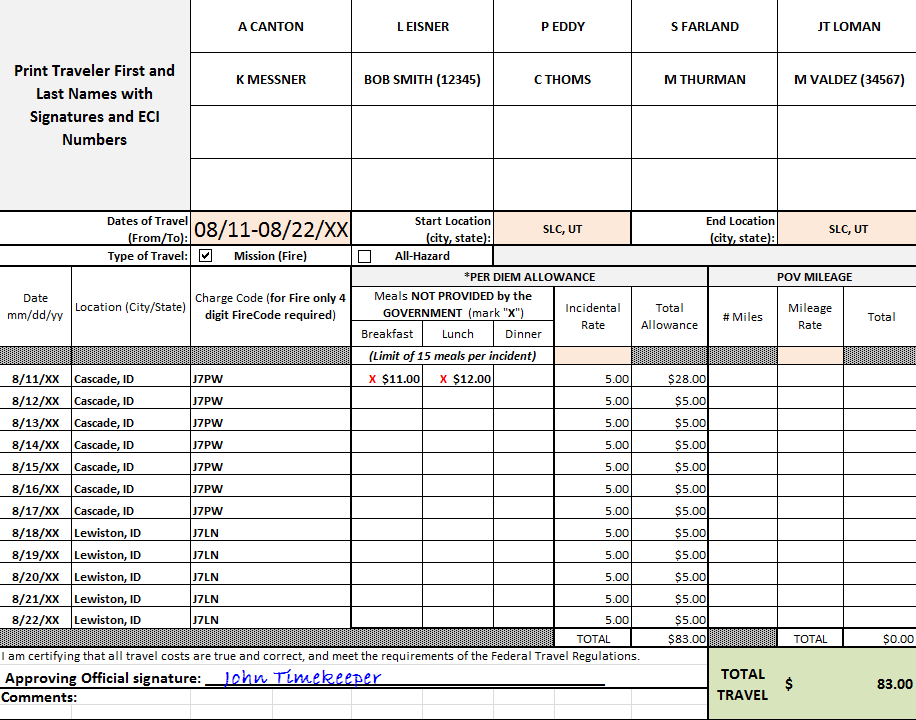 A CANTON L EISNER P EDDY S FARLAND JT LOMAN
Print Traveler First and
Last Names with
Signatures and ECI
Numbers
K MESSNER BOB SMITH (12345) C THOMS M THURMAN M VALDEZ (34567)
Dates of Travel
(From/To):
08/11-08/22/XX
Start Location
(city, state):
SLC, UT
End Location
(city, state):
SLC, UT
Type of Travel: Mission (Fire) All-Hazard
*PER DIEM ALLOWANCE POV MILEAGE
Date
mm/dd/yy
Location (City/State)
Charge Code (for Fire only 4
digit FireCode required)
Meals NOT PROVIDED by the
GOVERNMENT (mark "X")
Breakfast Lunch Dinner
Incidental
Rate
Total
Allowance
# Miles
Mileage
Rate
Total
(Limit of 15 meals per incident)
8/11/XX Cascade, ID J7PW X $11.00 X $12.00 5.00 $28.00
8/12/XX Cascade, ID J7PW 5.00 $5.00
8/13/XX Cascade, ID J7PW 5.00 $5.00
8/14/XX Cascade, ID J7PW 5.00 $5.00
8/15/XX Cascade, ID J7PW 5.00 $5.00
8/16/XX Cascade, ID J7PW 5.00 $5.00
8/17/XX Cascade, ID J7PW 5.00 $5.00
8/18/XX Lewiston, ID J7LN 5.00 $5.00
8/19/XX Lewiston, ID J7LN 5.00 $5.00
8/20/XX Lewiston, ID J7LN 5.00 $5.00
8/21/XX Lewiston, ID J7LN 5.00 $5.00
8/22/XX Lewiston, ID J7LN 5.00 $5.00
TOTAL $83.00 TOTAL $0.00
I am certifying that all travel costs are true and correct, and meet the requirements of the Federal Travel Regulations.
Approving Official signature: John Timekeeper
Comments:
TOTAL
TRAVEL
$ 83.00